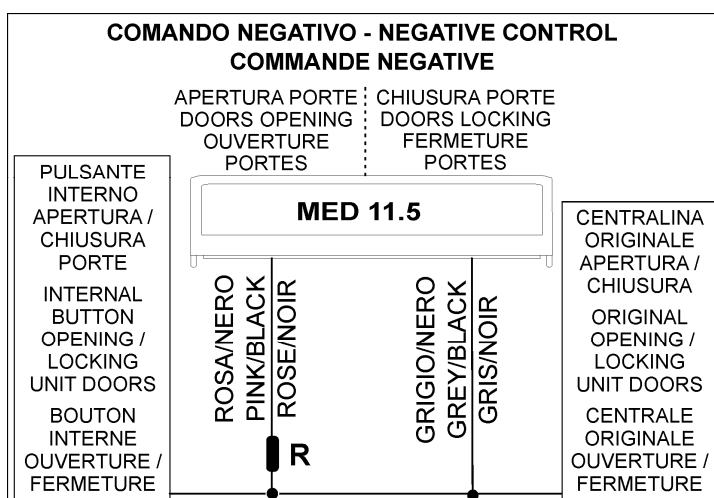 COMANDO NEGATIVO - NEGATIVE CONTROL
COMMANDE NEGATIVE
APERTURA PORTE
DOORS OPENING
OUVERTURE
PORTES
CHIUSURA PORTE
DOORS LOCKING
FERMETURE
PORTES
PULSANTE
INTERNO
APERTURA /
CHIUSURA
PORTE
INTERNAL
BUTTON
OPENING /
LOCKING
UNIT DOORS
BOUTON
INTERNE
OUVERTURE /
FERMETURE
MED 11.5
ROSA/NERO
PINK/BLACK
ROSE/NOIR
R
GRIGIO/NERO
GREY/BLACK
GRIS/NOIR
CENTRALINA
ORIGINALE
APERTURA /
CHIUSURA
ORIGINAL
OPENING /
LOCKING
UNIT DOORS
CENTRALE
ORIGINALE
OUVERTURE /
FERMETURE